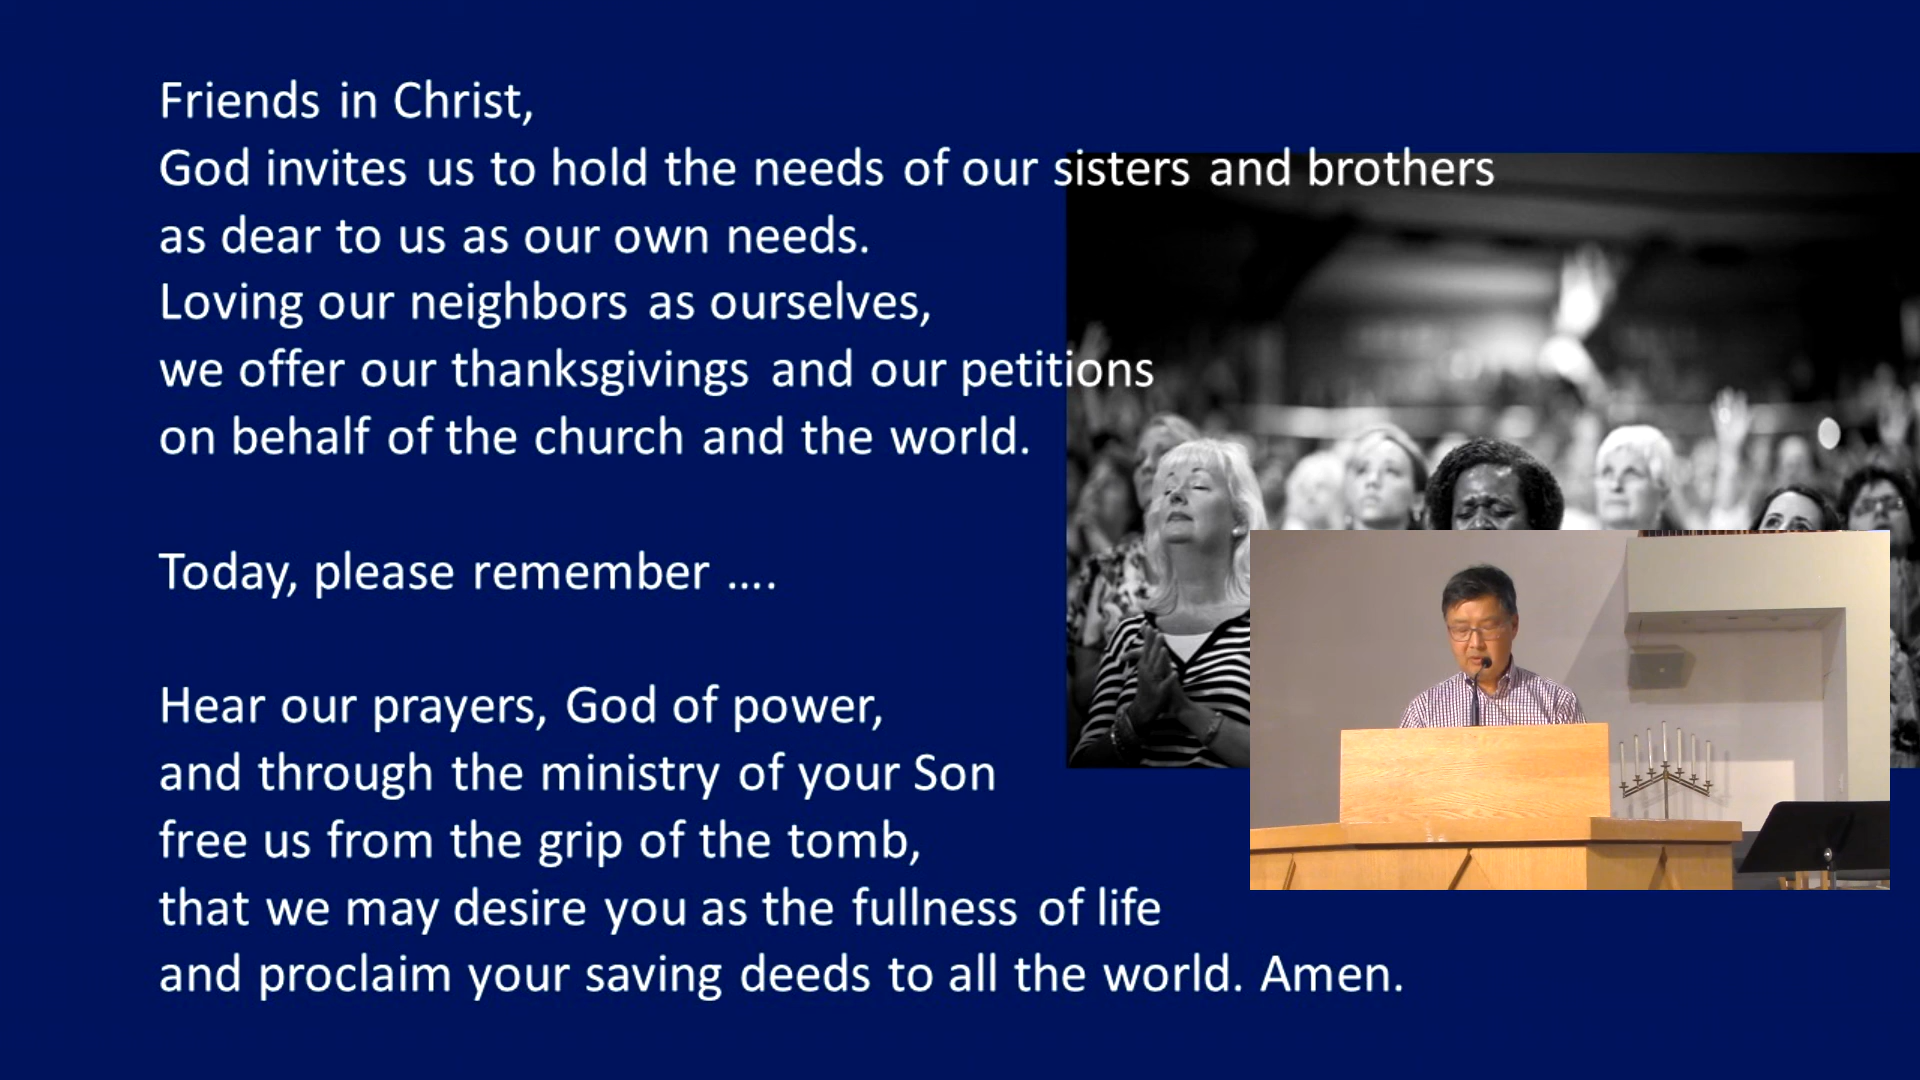 Friends in Christ,
God invites us to hold the needs of our sisters and brothers
as dear to us as our own needs.
Loving our neighbors as ourselves,
we offer our thanksgivings and our petitions
on behalf of the church and the world.
Today, please remember ....
Hear our prayers, God of power,
and through the ministry of your Son
free us from the grip of the tomb,
that we may desire you as the fullness of life
and proclaim your saving deeds to all the world. Amen.